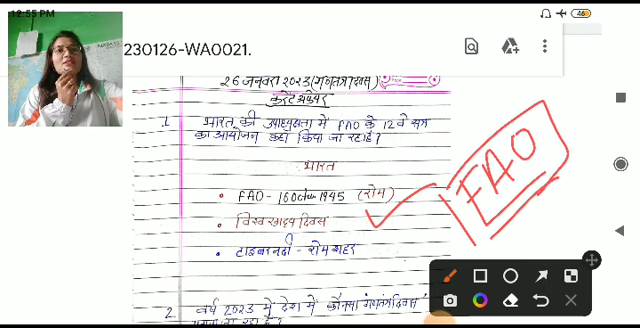 12:55 PM
46
230126-WA0021.
26 जनवरी 2023 (गणतंत्र दिवस)
करेंट अफेयर
1. भारत की अध्यक्षता में FAO के 12 वे सत्र
का आयोजन कहा किया जा रहा है?
भारत
• FAO - 16 October 1945 (रोम)
• विश्व खाद्य दिवस
• टाइबर नदी - रोम शहर
FAO
2. वर्ष 2023 में देश में कौनसा गणतंत्र दिवस